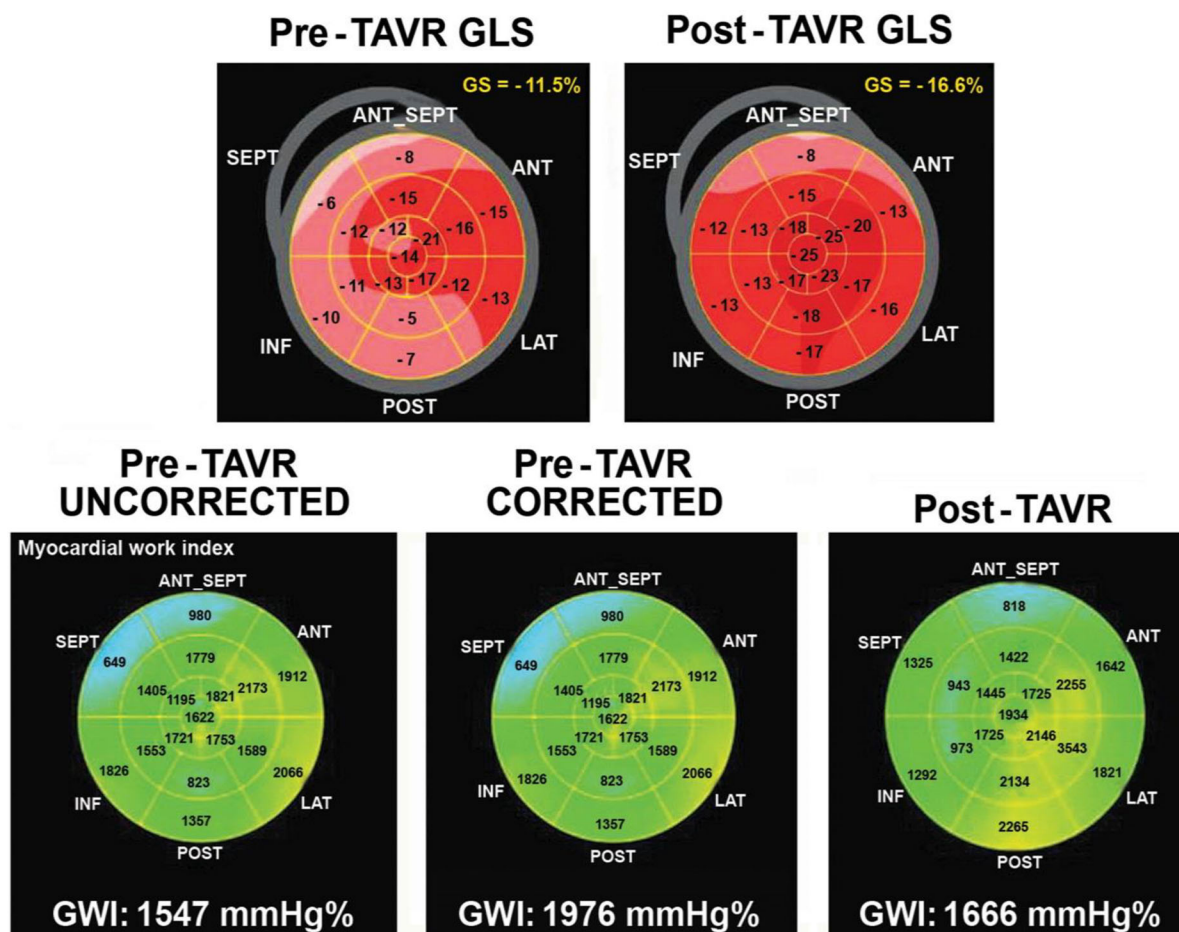 Pre-TAVR GLS
Post-TAVR GLS
GS = -11.5%
ANT_SEPT
SEPT
ANT
-8
-6
-15
-15
-12
-12
-16
-21
-14
-11
-13
-17
-12
-13
-10
-5
INF
LAT
-7
POST
GS = -16.6%
ANT_SEPT
SEPT
ANT
-8
-15
-13
-12
-13
-18
-20
-25
-25
-13
-17
-23
-17
-13
-16
-18
INF
LAT
-17
POST
Pre-TAVR
UNCORRECTED
Pre-TAVR
CORRECTED
Post-TAVR
Myocardial work index
ANT_SEPT
980
ANT
SEPT
649
1779
1912
1405
1195
1821
2173
1622
1721
1753
1553
1589
1826
2066
823
INF
LAT
1357
POST
GWI: 1547 mmHg%
ANT_SEPT
980
ANT
SEPT
649
1779
1912
1405
1195
1821
2173
1622
1721
1753
1553
1589
1826
2066
823
INF
LAT
1357
POST
GWI: 1976 mmHg%
ANT_SEPT
818
ANT
SEPT
1325
1422
1642
943
1445
1725
2255
1934
1725
2146
973
3543
1292
1821
2134
INF
LAT
2265
POST
GWI: 1666 mmHg%